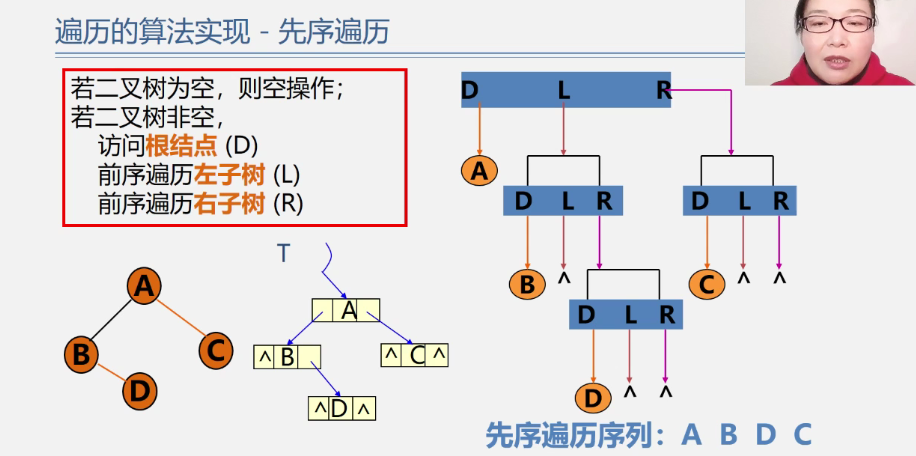 遍历的算法实现 - 先序遍历
若二叉树为空，则空操作；
若二叉树非空，
访问根结点 (D)
前序遍历左子树 (L)
前序遍历右子树 (R)
D L R
A
D L R
D L R
B ^ ^
C ^ ^
D L R
D ^ ^
T
A
^ B
^ C ^
^ D ^
A
B
C
D
先序遍历序列：A B D C